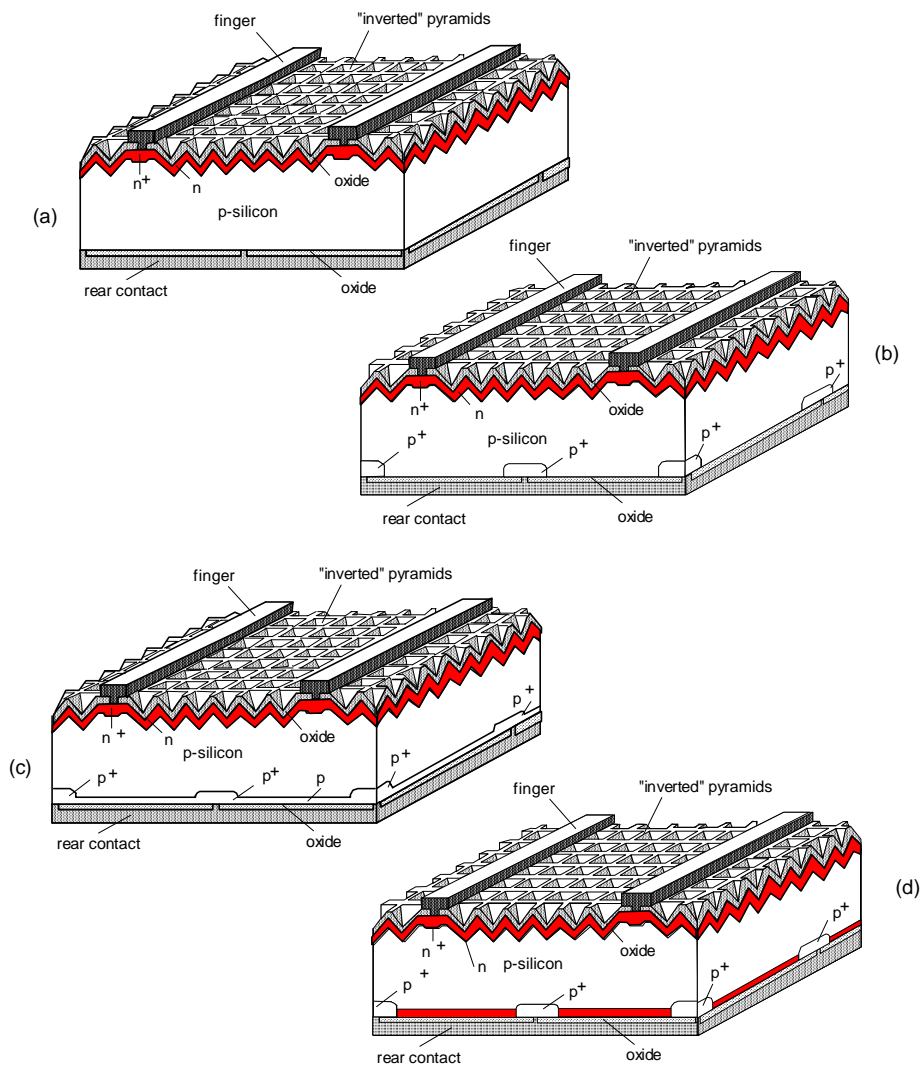 finger
"inverted" pyramids
n+
n
oxide
p-silicon
(a)
rear contact
oxide
finger
"inverted" pyramids
(b)
p+
n+
n
oxide
p-silicon
p+
p+
p+
rear contact
oxide
finger
"inverted" pyramids
p+
n+
n
oxide
p-silicon
(c)
p+
p+
p
p+
rear contact
oxide
finger
"inverted" pyramids
(d)
p+
n+
n
oxide
p-silicon
p+
p+
p+
rear contact
oxide